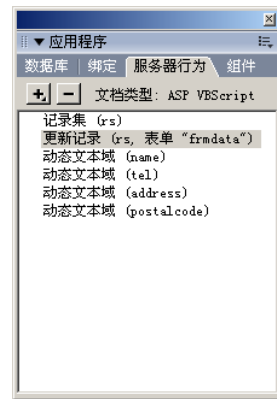 应用程序
数据库 绑定 服务器行为 组件
文档类型: ASP VBScript
记录集 (rs)
更新记录 (rs, 表单 “frmdata”)
动态文本域 (name)
动态文本域 (tel)
动态文本域 (address)
动态文本域 (postalcode)